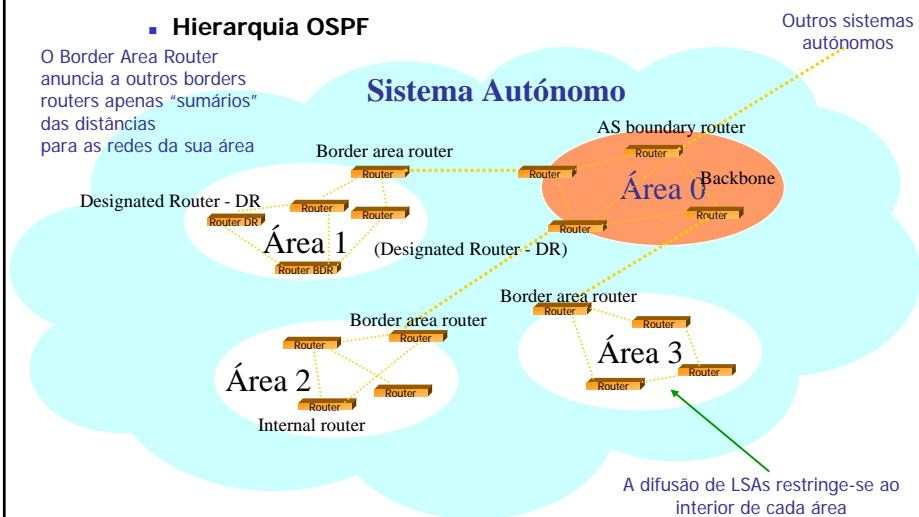 ▪ Hierarquia OSPF
Outros sistemas
autónomos
O Border Area Router
anuncia a outros borders
routers apenas “sumários”
das distâncias
para as redes da sua área
Sistema Autónomo
AS boundary router
Router
Border area router
Router
Router
Área 0
Backbone
Router
Router
Designated Router - DR
Router DR
Router
Router
Área 1
Router BDR
(Designated Router - DR)
Border area router
Router
Router
Área 3
Router
Router
Border area router
Router
Router
Área 2
Router
Router
Internal router
A difusão de LSAs restringe-se ao
interior de cada área